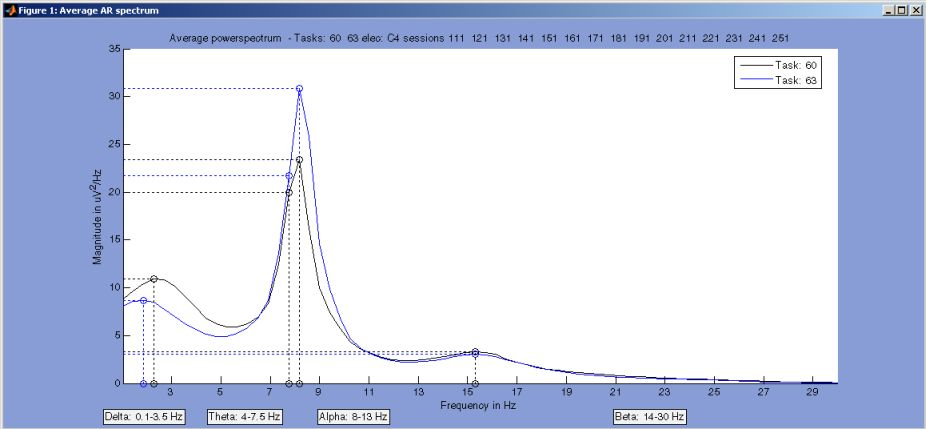 Figure 1: Average AR spectrum
Average powerspectrum - Tasks: 60 63 elec: C4 sessions 111 121 131 141 151 161 171 181 191 201 211 221 231 241 251
35
30
25
20
15
10
5
0
Magnitude in uV^2/Hz
Task: 60
Task: 63
3 5 7 9 11 13 15 17 19 21 23 25 27 29
Frequency in Hz
Delta: 0.1-3.5 Hz Theta: 4-7.5 Hz Alpha: 8-13 Hz Beta: 14-30 Hz